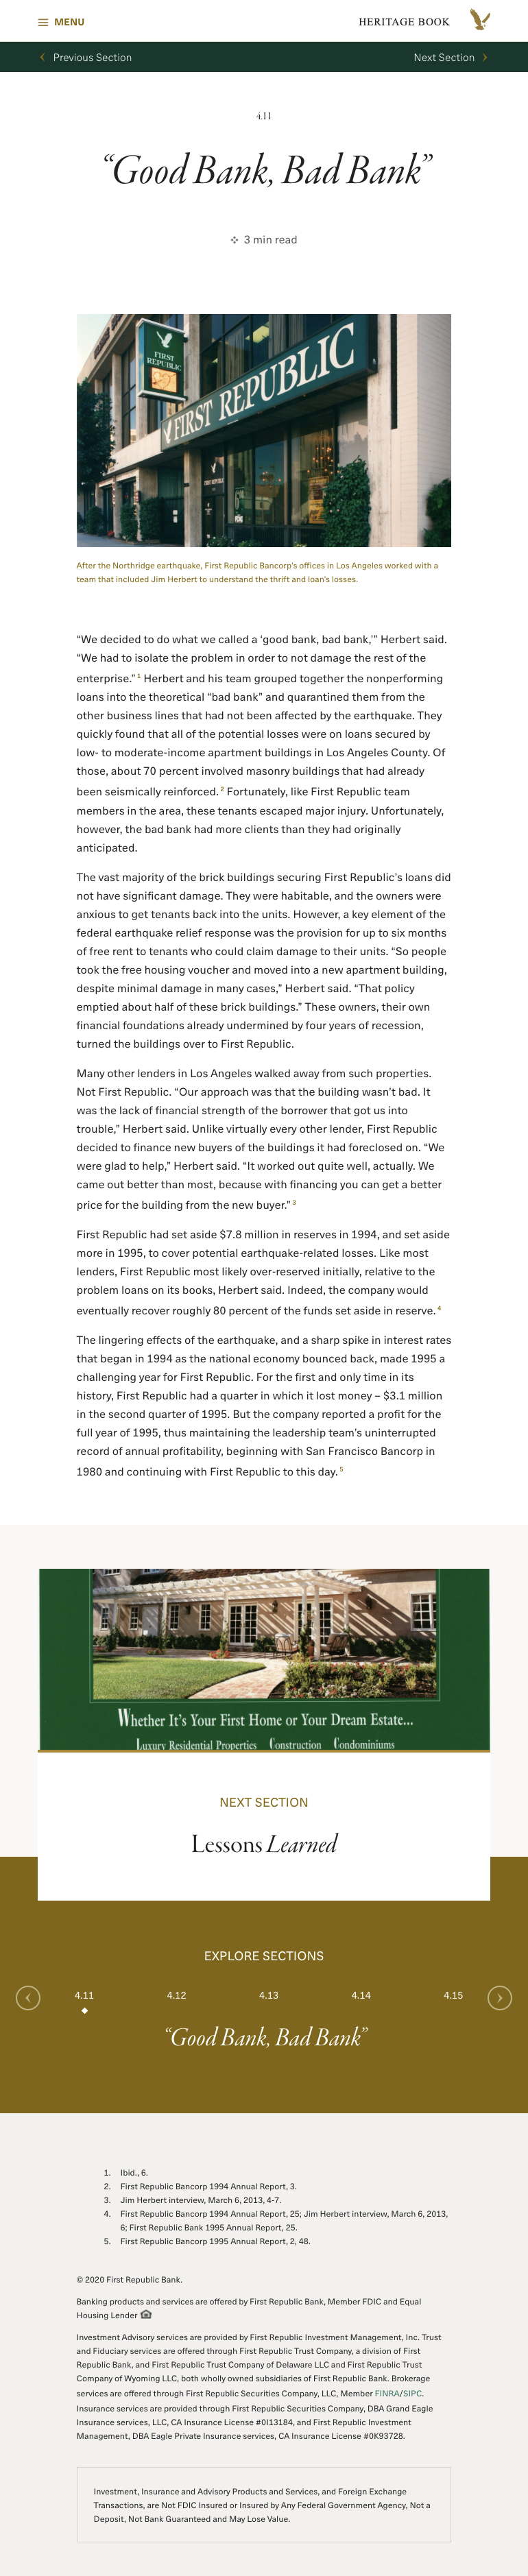 MENU
HERITAGE BOOK
Previous Section
Next Section
4.11
“Good Bank, Bad Bank”
3 min read
FIRST
REPUBLIC
FIRST REPUBLIC
FIRST REPUBLIC
After the Northridge earthquake, First Republic Bancorp’s offices in Los Angeles worked with a
team that included Jim Herbert to understand the thrift and loan’s losses.
“We decided to do what we called a ‘good bank, bad bank,’” Herbert said.
“We had to isolate the problem in order to not damage the rest of the
enterprise.” 1 Herbert and his team grouped together the nonperforming
loans into the theoretical “bad bank” and quarantined them from the
other business lines that had not been affected by the earthquake. They
quickly found that all of the potential losses were on loans secured by
low- to moderate-income apartment buildings in Los Angeles County. Of
those, about 70 percent involved masonry buildings that had already
been seismically reinforced. 2 Fortunately, like First Republic team
members in the area, these tenants escaped major injury. Unfortunately,
however, the bad bank had more clients than they had originally
anticipated.
The vast majority of the brick buildings securing First Republic’s loans did
not have significant damage. They were habitable, and the owners were
anxious to get tenants back into the units. However, a key element of the
federal earthquake relief response was the provision for up to six months
of free rent to tenants who could claim damage to their units. “So people
took the free housing voucher and moved into a new apartment building,
despite minimal damage in many cases,” Herbert said. “That policy
emptied about half of these brick buildings.” These owners, their own
financial foundations already undermined by four years of recession,
turned the buildings over to First Republic.
Many other lenders in Los Angeles walked away from such properties.
Not First Republic. “Our approach was that the building wasn’t bad. It
was the lack of financial strength of the borrower that got us into
trouble,” Herbert said. Unlike virtually every other lender, First Republic
decided to finance new buyers of the buildings it had foreclosed on. “We
were glad to help,” Herbert said. “It worked out quite well, actually. We
came out better than most, because with financing you can get a better
price for the building from the new buyer.” 3
First Republic had set aside $7.8 million in reserves in 1994, and set aside
more in 1995, to cover potential earthquake-related losses. Like most
lenders, First Republic most likely over-reserved initially, relative to the
problem loans on its books, Herbert said. Indeed, the company would
eventually recover roughly 80 percent of the funds set aside in reserve. 4
The lingering effects of the earthquake, and a sharp spike in interest rates
that began in 1994 as the national economy bounced back, made 1995 a
challenging year for First Republic. For the first and only time in its
history, First Republic had a quarter in which it lost money – $3.1 million
in the second quarter of 1995. But the company reported a profit for the
full year of 1995, thus maintaining the leadership team’s uninterrupted
record of annual profitability, beginning with San Francisco Bancorp in
1980 and continuing with First Republic to this day. 5
Whether It’s Your First Home or Your Dream Estate...
Luxury Residential Properties Construction Condominiums
NEXT SECTION
Lessons Learned
EXPLORE SECTIONS
4.11 4.12 4.13 4.14 4.15
“Good Bank, Bad Bank”
1. Ibid., 6.
2. First Republic Bancorp 1994 Annual Report, 3.
3. Jim Herbert interview, March 6, 2013, 4-7.
4. First Republic Bancorp 1994 Annual Report, 25; Jim Herbert interview, March 6, 2013,
6; First Republic Bank 1995 Annual Report, 25.
5. First Republic Bancorp 1995 Annual Report, 2, 48.
© 2020 First Republic Bank.
Banking products and services are offered by First Republic Bank, Member FDIC and Equal
Housing Lender
Investment Advisory services are provided by First Republic Investment Management, Inc. Trust
and Fiduciary services are offered through First Republic Trust Company, a division of First
Republic Bank, and First Republic Trust Company of Delaware LLC and First Republic Trust
Company of Wyoming LLC, both wholly owned subsidiaries of First Republic Bank. Brokerage
services are offered through First Republic Securities Company, LLC, Member FINRA/SIPC.
Insurance services are provided through First Republic Securities Company, DBA Grand Eagle
Insurance services, LLC, CA Insurance License #0I13184, and First Republic Investment
Management, DBA Eagle Private Insurance services, CA Insurance License #0K93728.
Investment, Insurance and Advisory Products and Services, and Foreign Exchange
Transactions, are Not FDIC Insured or Insured by Any Federal Government Agency, Not a
Deposit, Not Bank Guaranteed and May Lose Value.